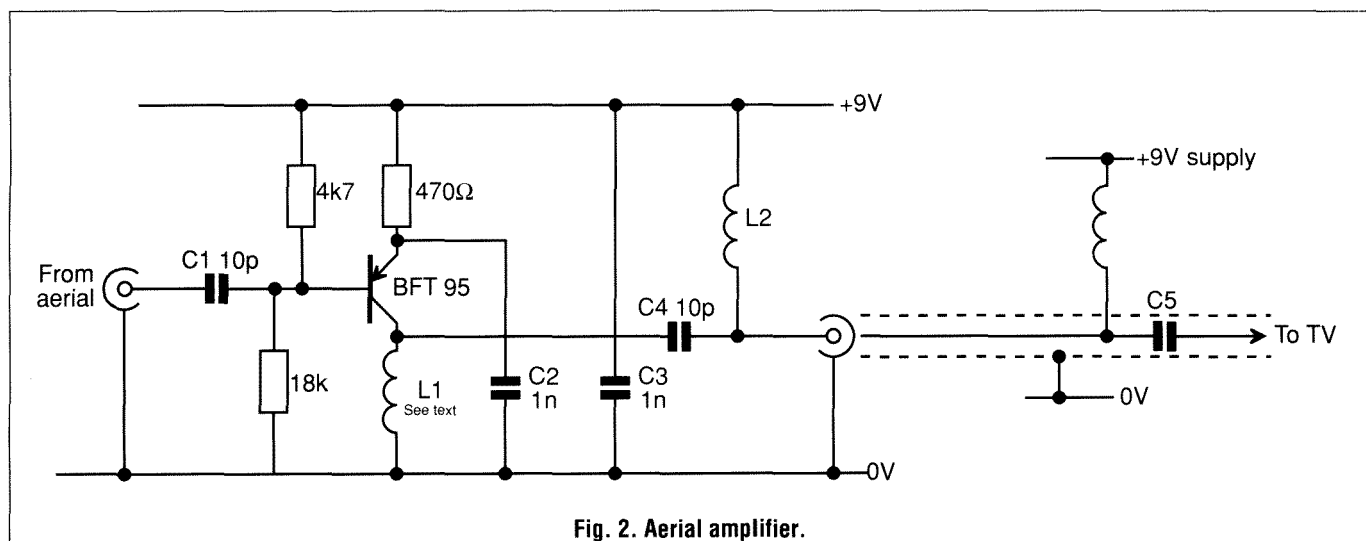 +9V
+9V supply
4k7
470Ω
L2
From
aerial
C1 10p
BFT 95
C4 10p
C5
To TV
18k
L1
See text
C2
1n
C3
1n
0V
0V
Fig. 2. Aerial amplifier.